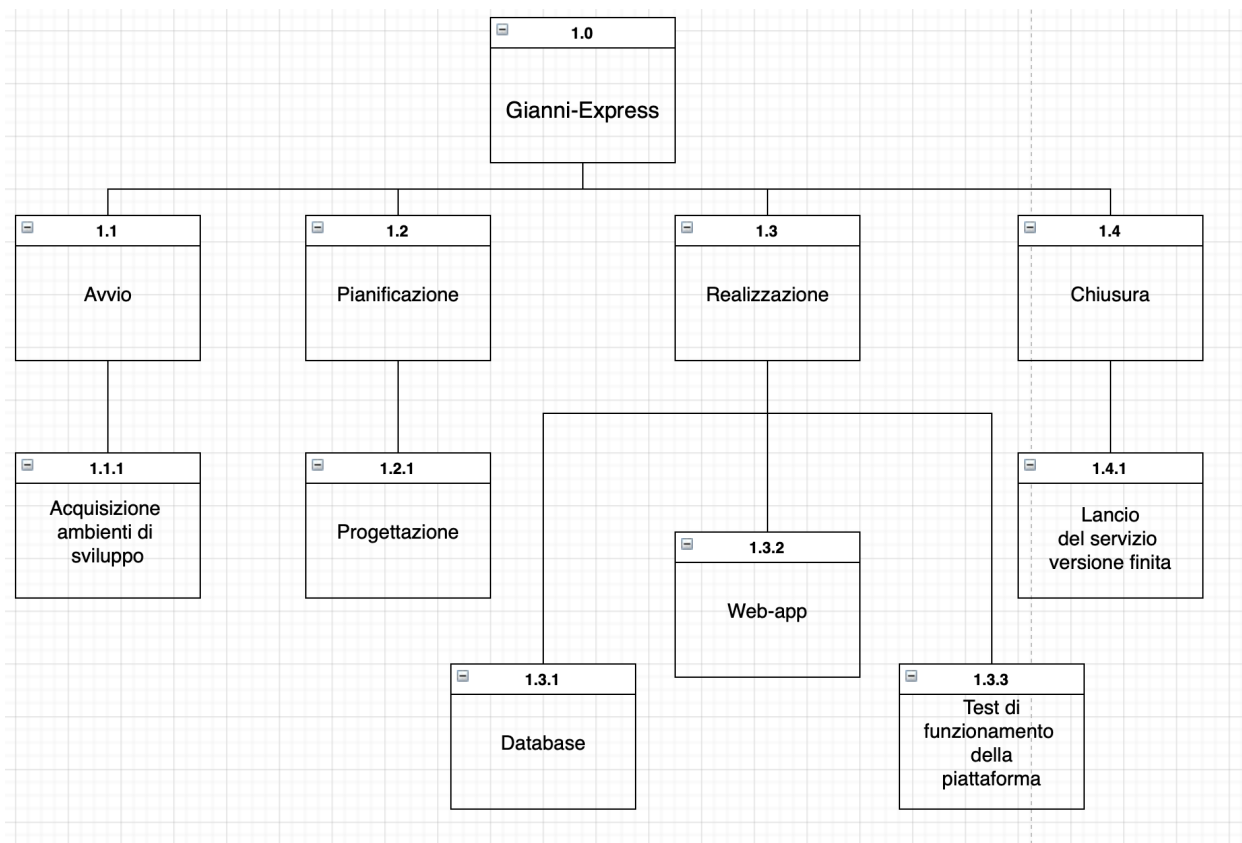 1.0
Gianni-Express
1.1
Avvio
1.2
Pianificazione
1.3
Realizzazione
1.4
Chiusura
1.1.1
Acquisizione
ambienti di
sviluppo
1.2.1
Progettazione
1.3.1
Database
1.3.2
Web-app
1.3.3
Test di
funzionamento
della
piattaforma
1.4.1
Lancio
del servizio
versione finita